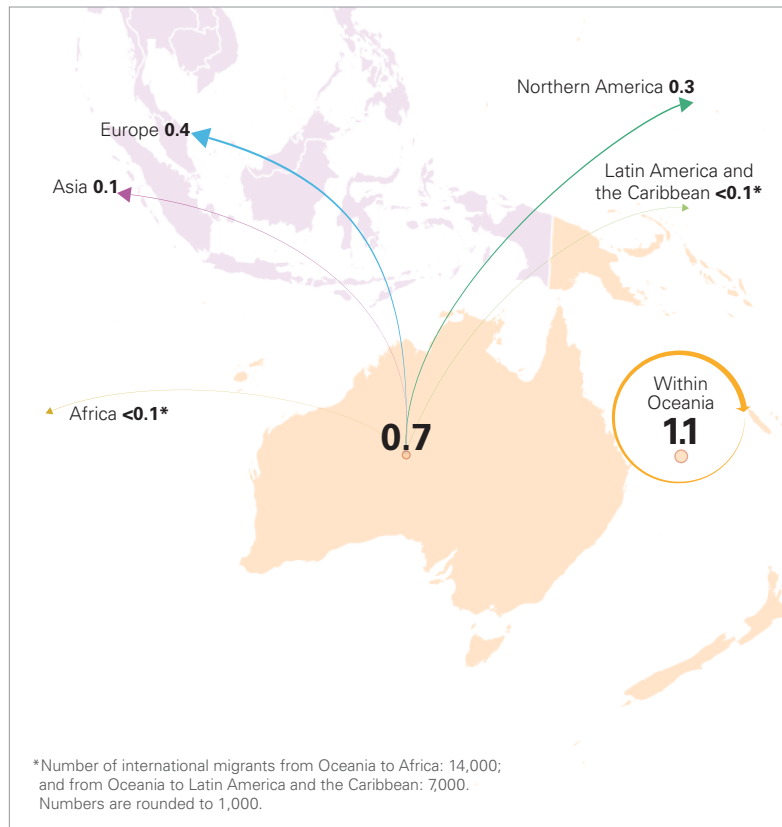 Northern America 0.3
Europe 0.4
Latin America and
the Caribbean <0.1*
Asia 0.1
Within
Oceania
1.1
Africa <0.1*
0.7
*Number of international migrants from Oceania to Africa: 14,000;
and from Oceania to Latin America and the Caribbean: 7,000.
Numbers are rounded to 1,000.